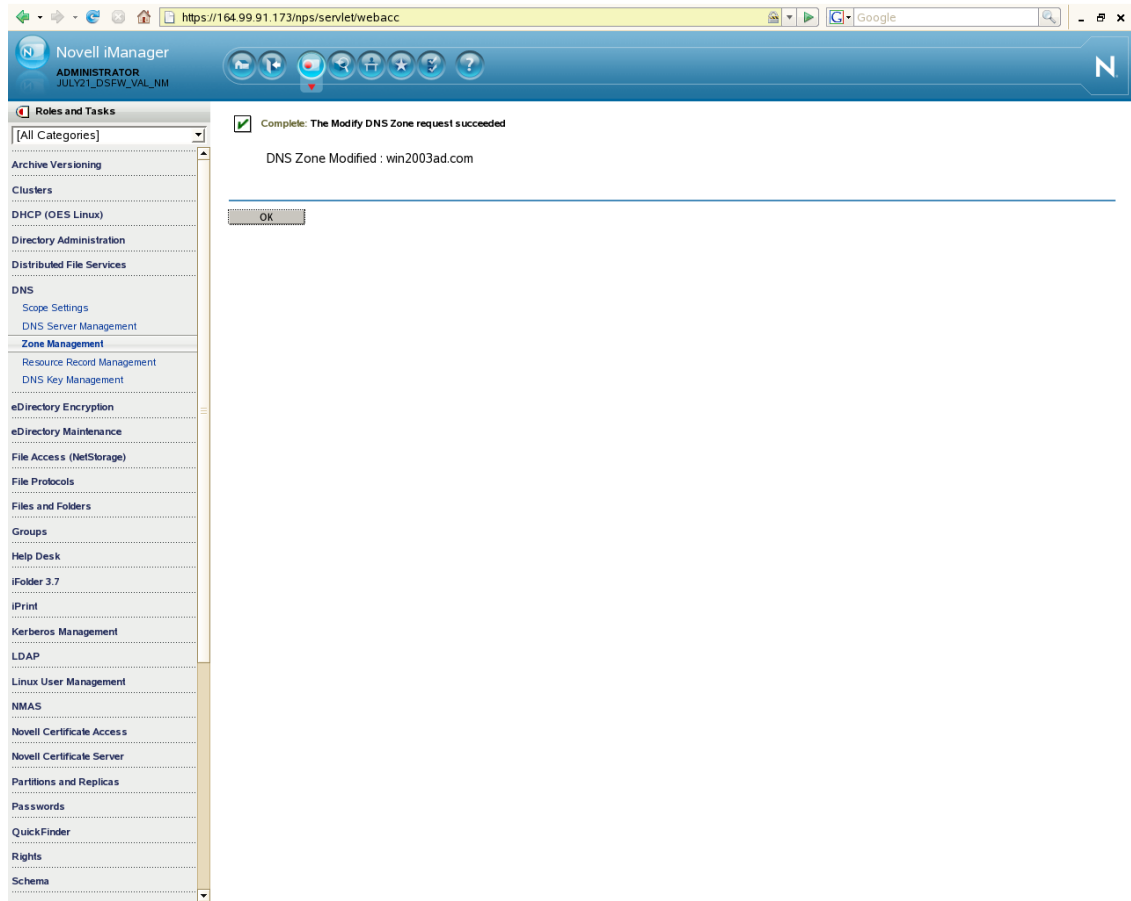 https://164.99.91.173/nps/servlet/webacc
G Google
Novell iManager
ADMINISTRATOR
JULY21_DSFW_VAL_NM
N
Roles and Tasks
[All Categories]
Archive Versioning
Clusters
DHCP (OES Linux)
Directory Administration
Distributed File Services
DNS
Scope Settings
DNS Server Management
Zone Management
Resource Record Management
DNS Key Management
eDirectory Encryption
eDirectory Maintenance
File Access (NetStorage)
File Protocols
Files and Folders
Groups
Help Desk
iFolder 3.7
iPrint
Kerberos Management
LDAP
Linux User Management
NMAS
Novell Certificate Access
Novell Certificate Server
Partitions and Replicas
Passwords
QuickFinder
Rights
Schema
Complete: The Modify DNS Zone request succeeded
DNS Zone Modified : win2003ad.com
OK